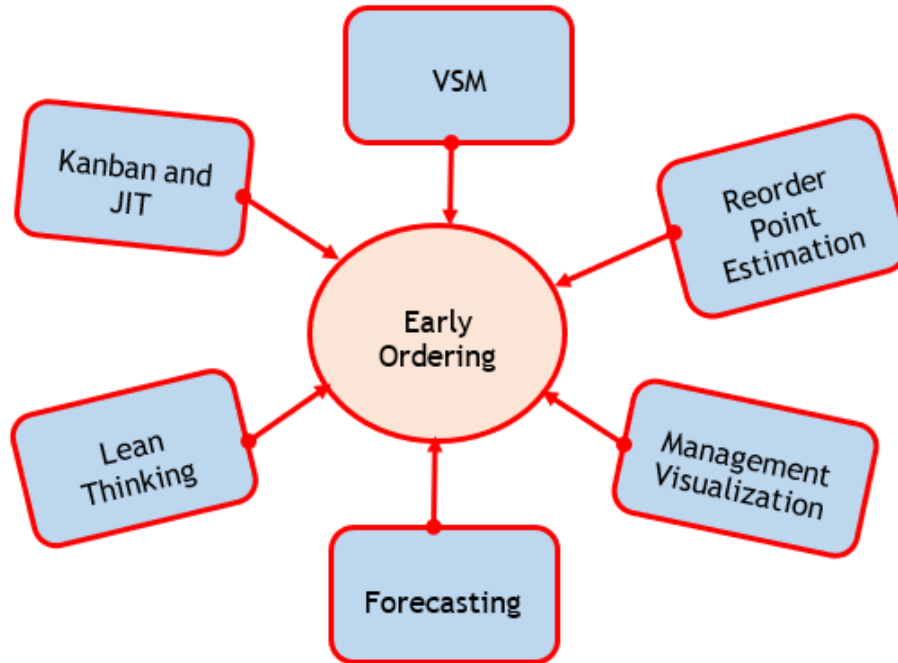 VSM
Kanban and
JIT
Reorder
Point
Estimation
Early
Ordering
Lean
Thinking
Management
Visualization
Forecasting